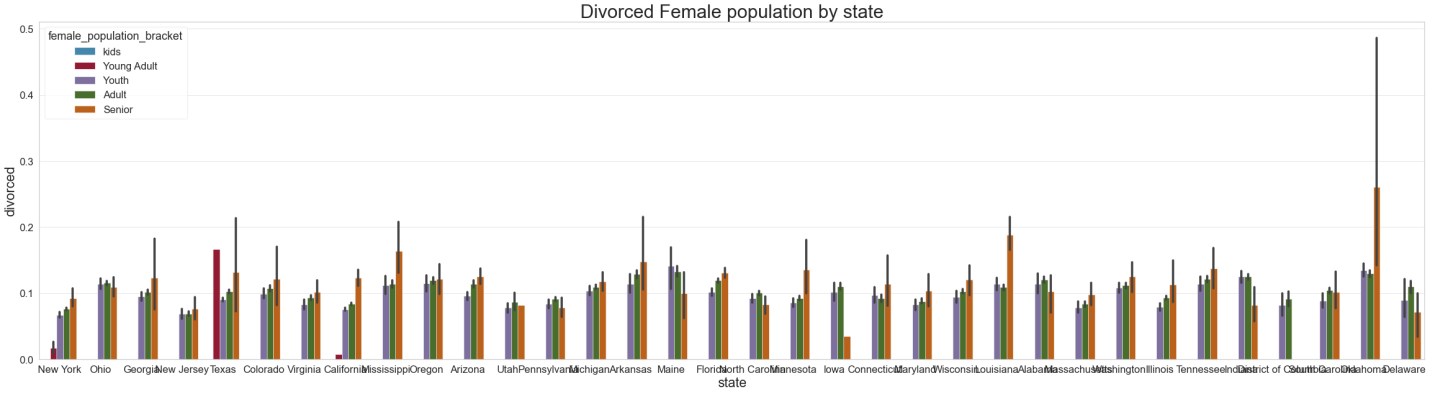 Divorced Female population by state
female_population_bracket
kids
Young Adult
Youth
Adult
Senior
0.5
0.4
0.3
0.2
0.1
0.0
divorced
New York Ohio Georgia New Jersey Texas Colorado Virginia California Mississippi Oregon Arizona Utah Pennsylvania Michigan Arkansas Maine Florida North Carolina Minnesota Iowa Connecticut Maryland Wisconsin Louisiana Alabama Massachusetts Washington Illinois Tennessee Indiana District of Columbia South Carolina Oklahoma Delaware
state